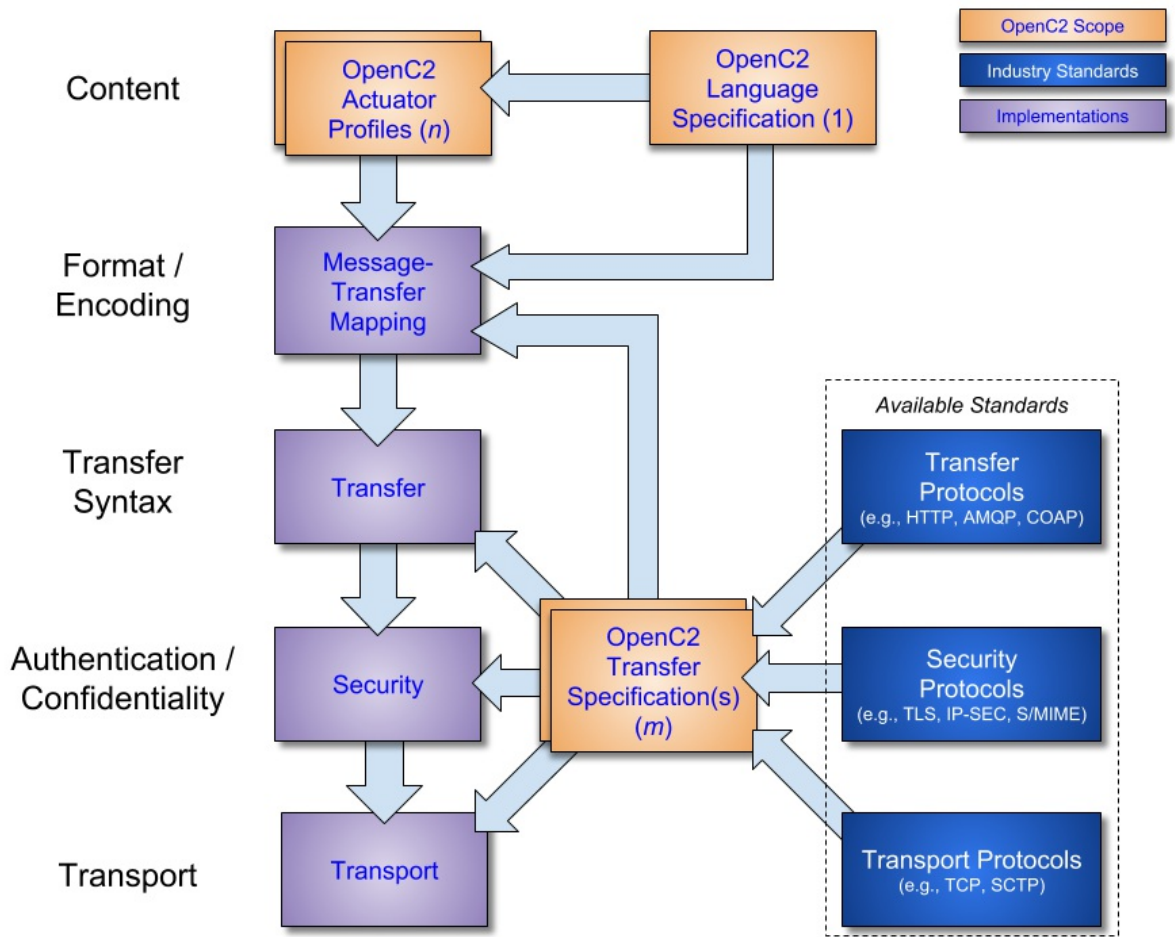 Content
OpenC2
Actuator
Profiles (n)
OpenC2
Language
Specification (1)
OpenC2 Scope
Industry Standards
Implementations
Format /
Encoding
Message-
Transfer
Mapping
Available Standards
Transfer
Syntax
Transfer
Transfer
Protocols
(e.g., HTTP, AMQP, COAP)
Authentication /
Confidentiality
Security
OpenC2
Transfer
Specification(s)
(m)
Security
Protocols
(e.g., TLS, IP-SEC, S/MIME)
Transport
Transport
Transport Protocols
(e.g., TCP, SCTP)